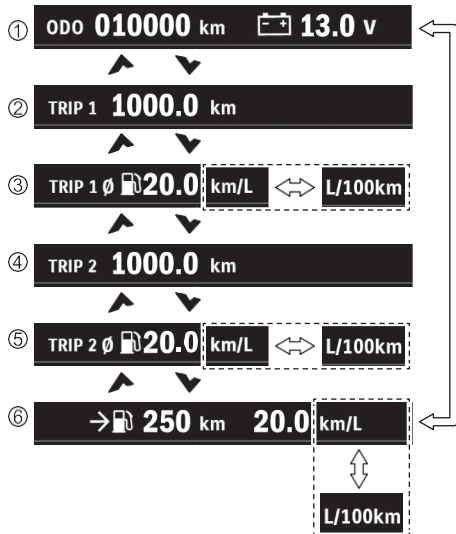 ① ODO 010000 km - + 13.0 V
② TRIP 1 1000.0 km
③ TRIP 1 Ø 20.0 km/L L/100km
④ TRIP 2 1000.0 km
⑤ TRIP 2 Ø 20.0 km/L L/100km
⑥ 250 km 20.0 km/L
L/100km